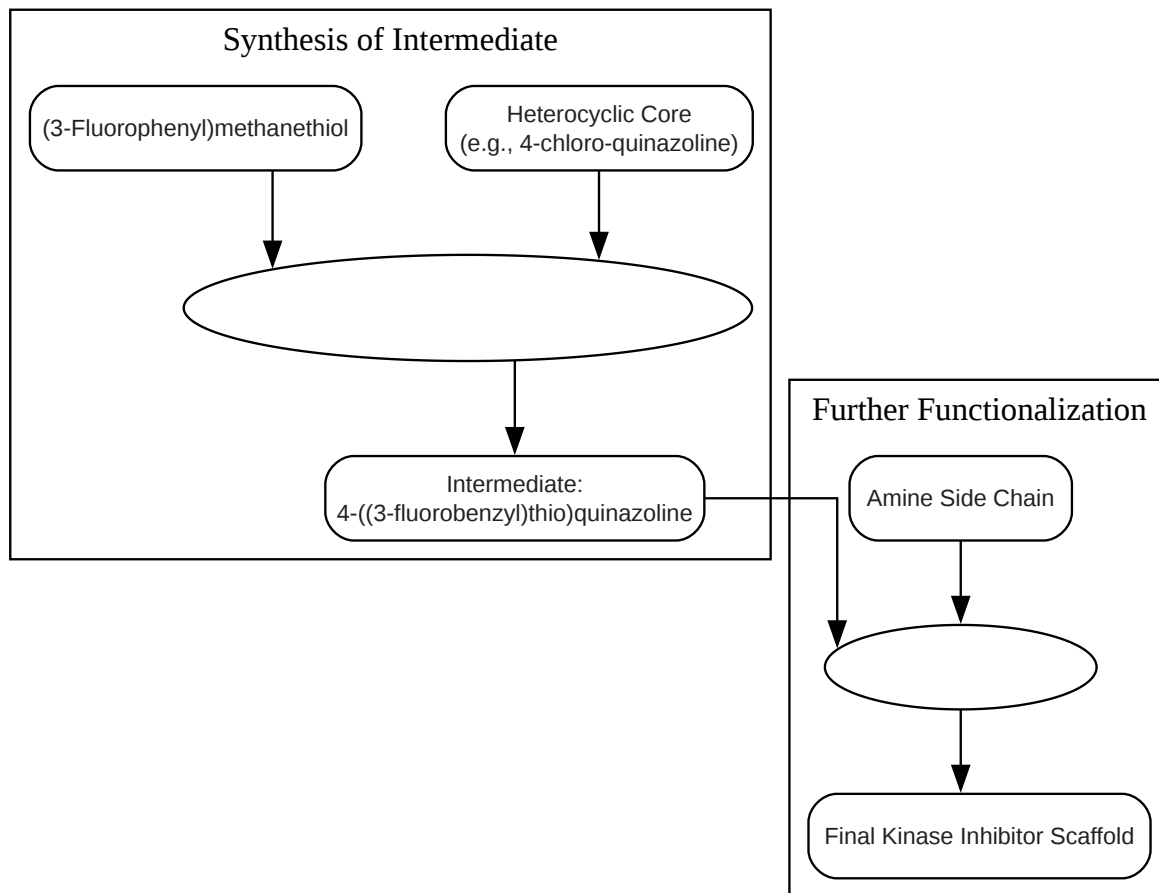 Synthesis of Intermediate
(3-Fluorophenyl)methanethiol
Heterocyclic Core
(e.g., 4-chloro-quinazoline)
Intermediate:
4-((3-fluorobenzyl)thio)quinazoline
Further Functionalization
Amine Side Chain
Final Kinase Inhibitor Scaffold